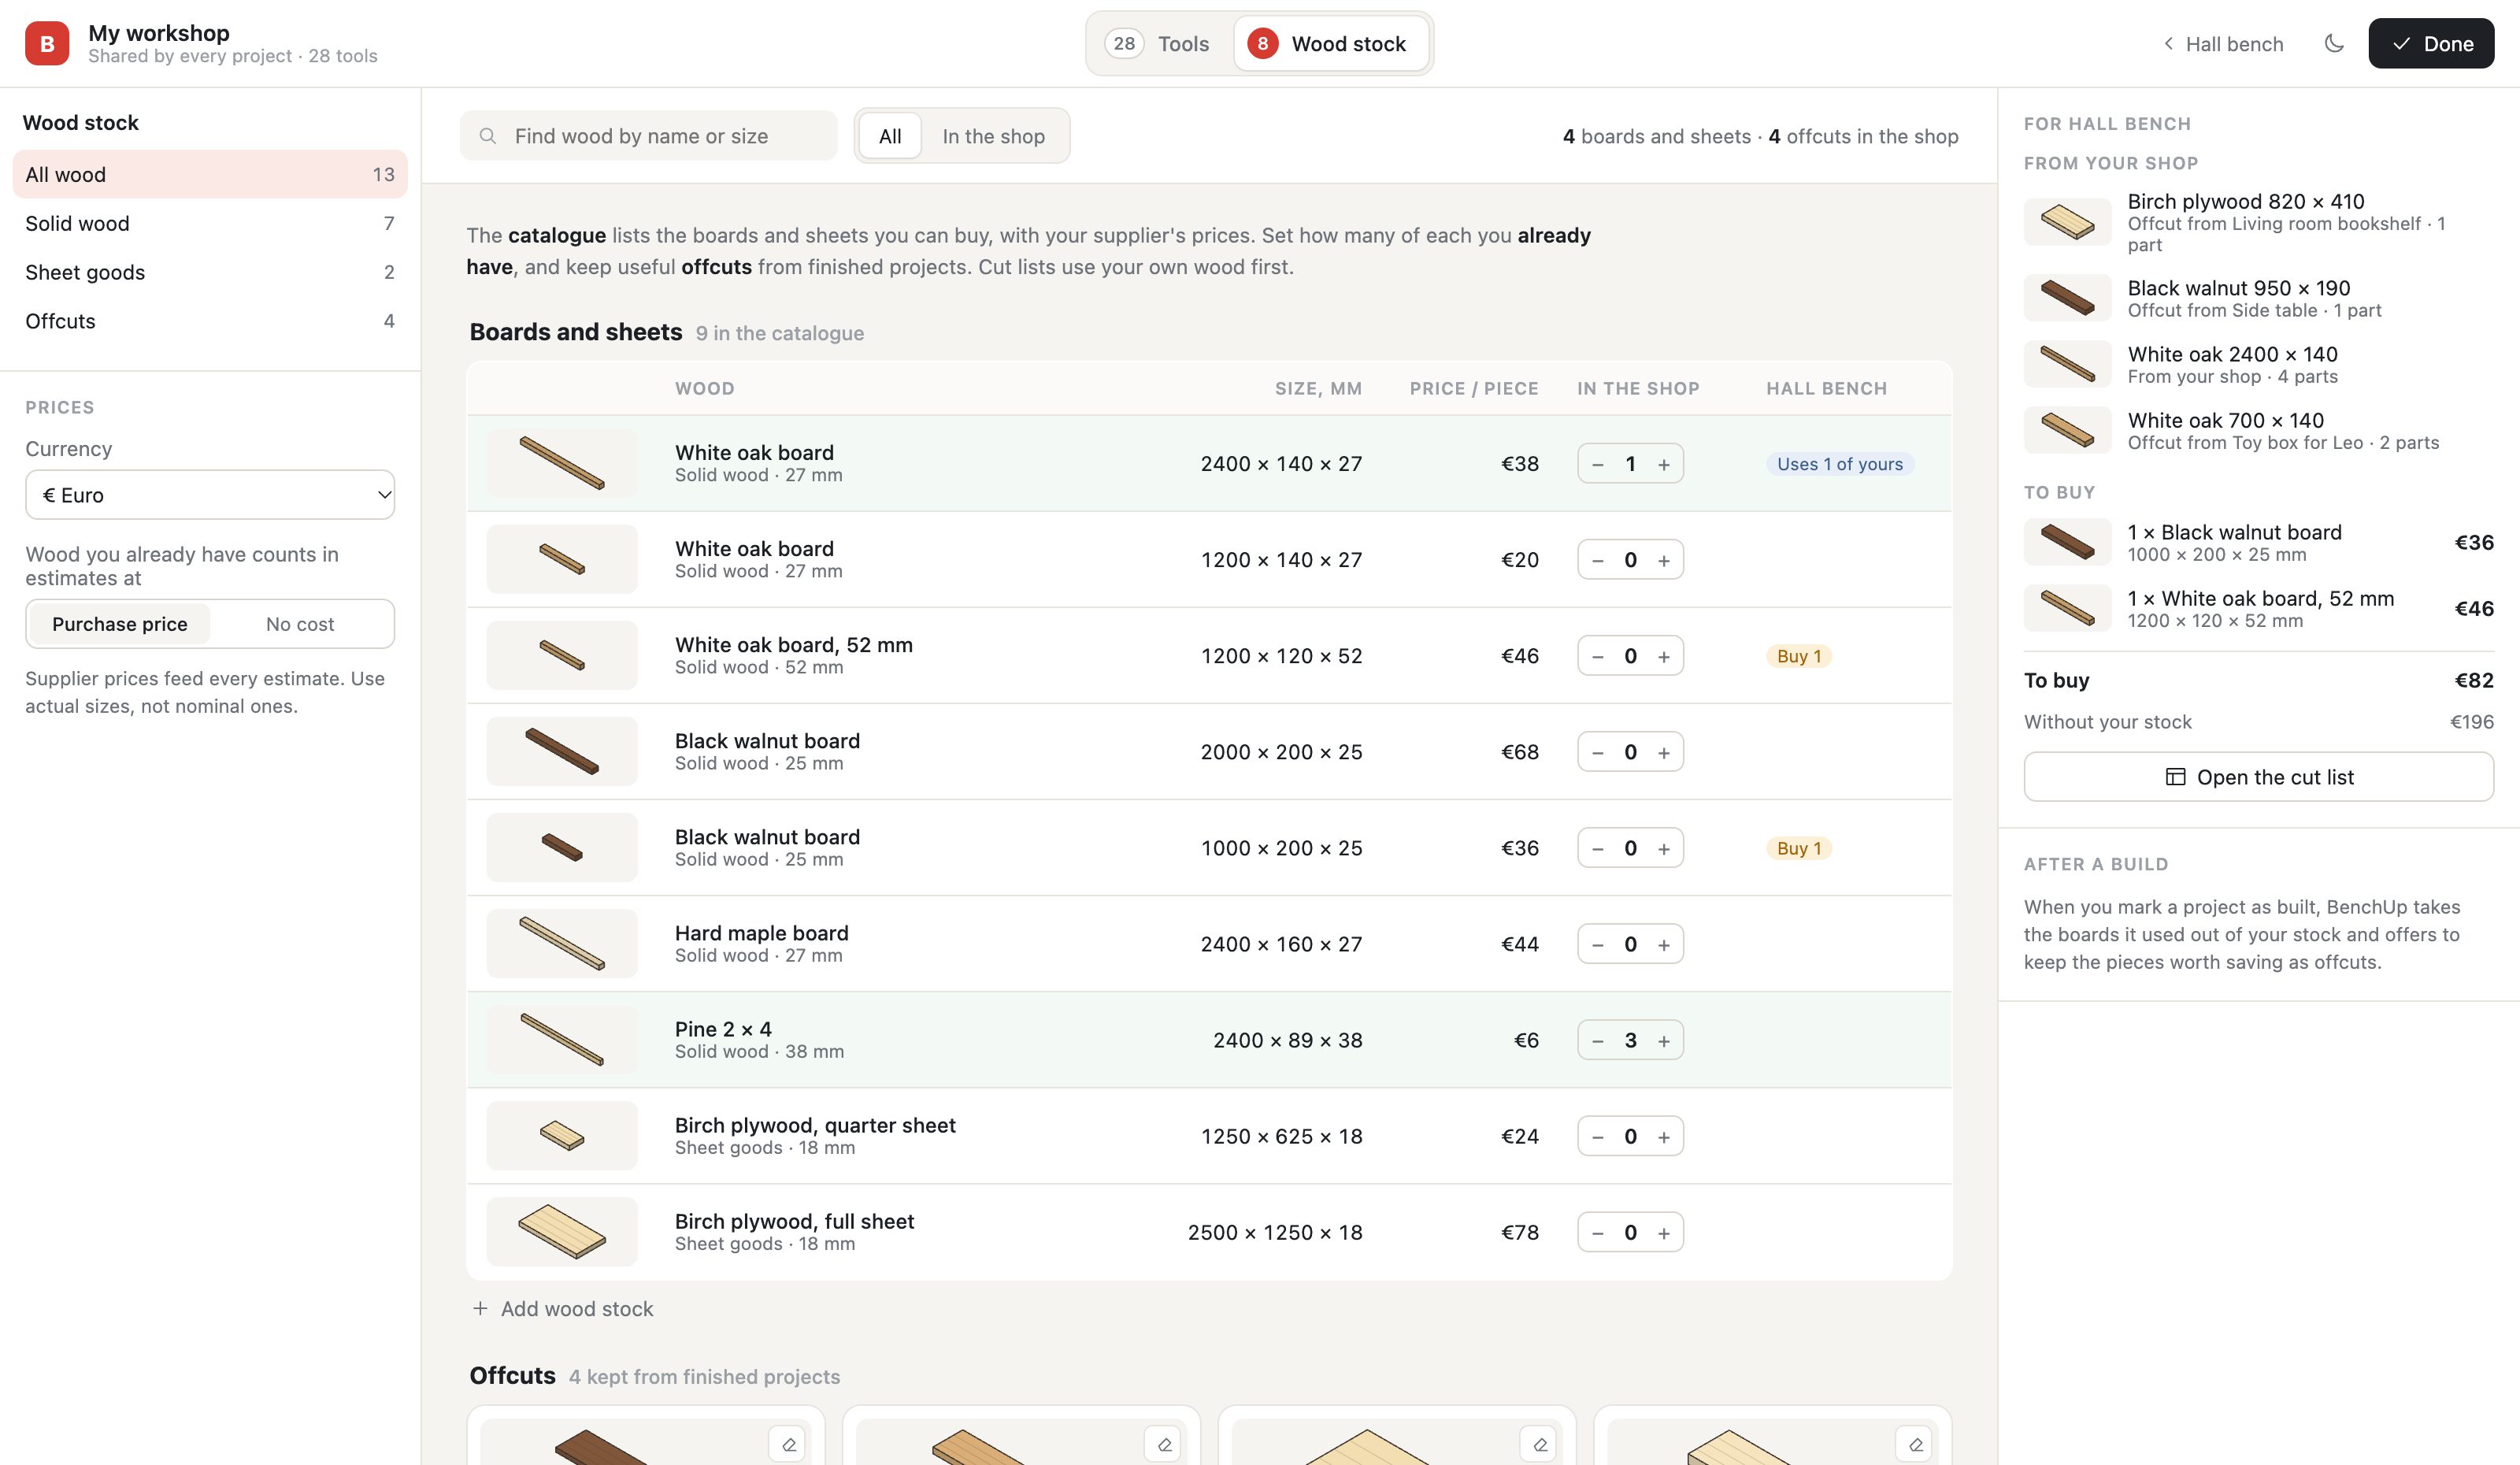 B
My workshop
Shared by every project · 28 tools
28 Tools
8 Wood stock
Hall bench
Done
Wood stock
All wood 13
Solid wood 7
Sheet goods 2
Offcuts 4
PRICES
Currency
€ Euro
Wood you already have counts in
estimates at
Purchase price No cost
Supplier prices feed every estimate. Use
actual sizes, not nominal ones.
Find wood by name or size
All In the shop
4 boards and sheets · 4 offcuts in the shop
The catalogue lists the boards and sheets you can buy, with your supplier's prices. Set how many of each you already
have, and keep useful offcuts from finished projects. Cut lists use your own wood first.
Boards and sheets 9 in the catalogue
WOOD SIZE, MM PRICE / PIECE IN THE SHOP HALL BENCH
White oak board
Solid wood · 27 mm
2400 × 140 × 27 €38 − 1 + Uses 1 of yours
White oak board
Solid wood · 27 mm
1200 × 140 × 27 €20 − 0 +
White oak board, 52 mm
Solid wood · 52 mm
1200 × 120 × 52 €46 − 0 + Buy 1
Black walnut board
Solid wood · 25 mm
2000 × 200 × 25 €68 − 0 +
Black walnut board
Solid wood · 25 mm
1000 × 200 × 25 €36 − 0 + Buy 1
Hard maple board
Solid wood · 27 mm
2400 × 160 × 27 €44 − 0 +
Pine 2 × 4
Solid wood · 38 mm
2400 × 89 × 38 €6 − 3 +
Birch plywood, quarter sheet
Sheet goods · 18 mm
1250 × 625 × 18 €24 − 0 +
Birch plywood, full sheet
Sheet goods · 18 mm
2500 × 1250 × 18 €78 − 0 +
+ Add wood stock
Offcuts 4 kept from finished projects
FOR HALL BENCH
FROM YOUR SHOP
Birch plywood 820 × 410
Offcut from Living room bookshelf · 1
part
Black walnut 950 × 190
Offcut from Side table · 1 part
White oak 2400 × 140
From your shop · 4 parts
White oak 700 × 140
Offcut from Toy box for Leo · 2 parts
TO BUY
1 × Black walnut board
1000 × 200 × 25 mm
€36
1 × White oak board, 52 mm
1200 × 120 × 52 mm
€46
To buy €82
Without your stock €196
Open the cut list
AFTER A BUILD
When you mark a project as built, BenchUp takes
the boards it used out of your stock and offers to
keep the pieces worth saving as offcuts.